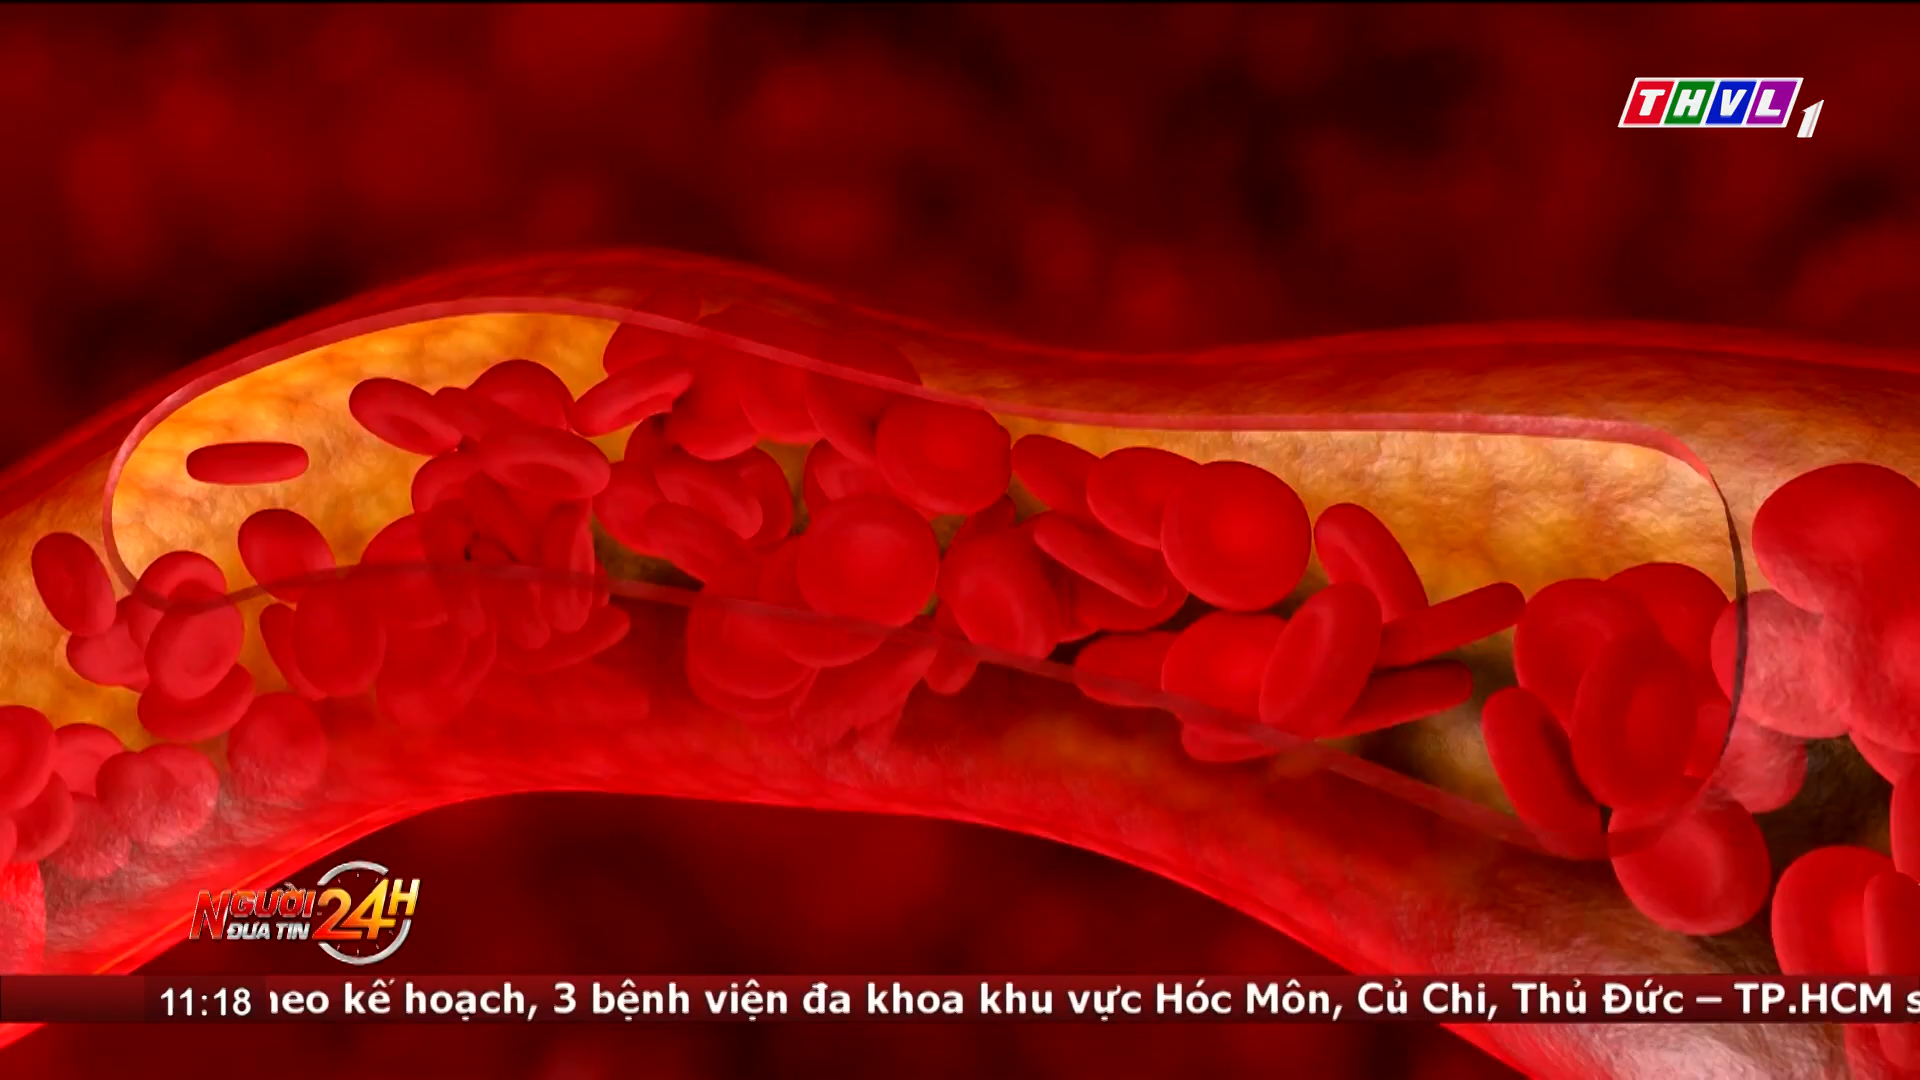 THVL1
NGƯỜI
ĐƯA TIN 24H
11:18 kế hoạch, 3 bệnh viện đa khoa khu vực Hóc Môn, Củ Chi, Thủ Đức – TP.HCM